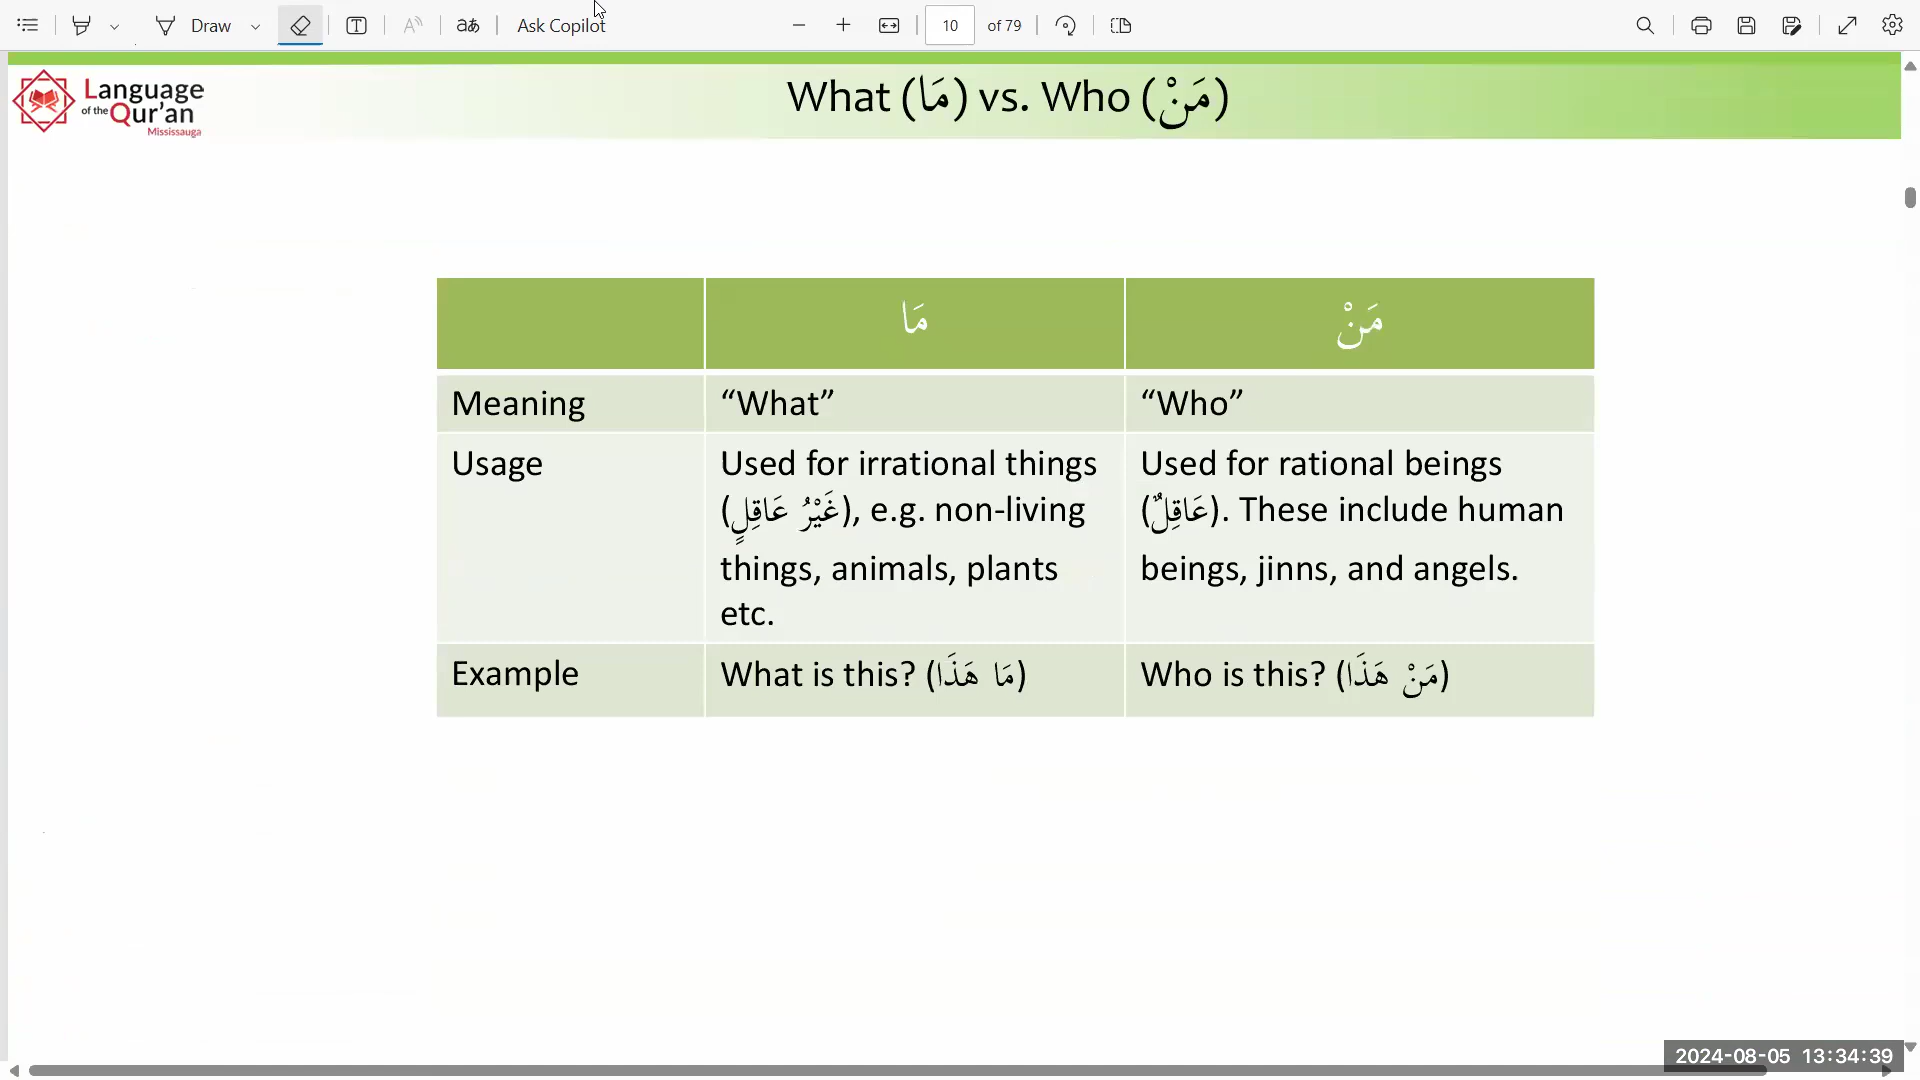 Draw
Ask Copilot
10 of 79
Language
of the Qur'an
Mississauga
What (مَا) vs. Who (مَنْ)
مَا
مَنْ
Meaning
“What”
“Who”
Usage
Used for irrational things
(غَيْرُ عَاقِلٍ), e.g. non-living
things, animals, plants
etc.
Used for rational beings
(عَاقِلٌ). These include human
beings, jinns, and angels.
Example
What is this? (مَا هَذَا)
Who is this? (مَنْ هَذَا)
2024-08-05 13:34:39